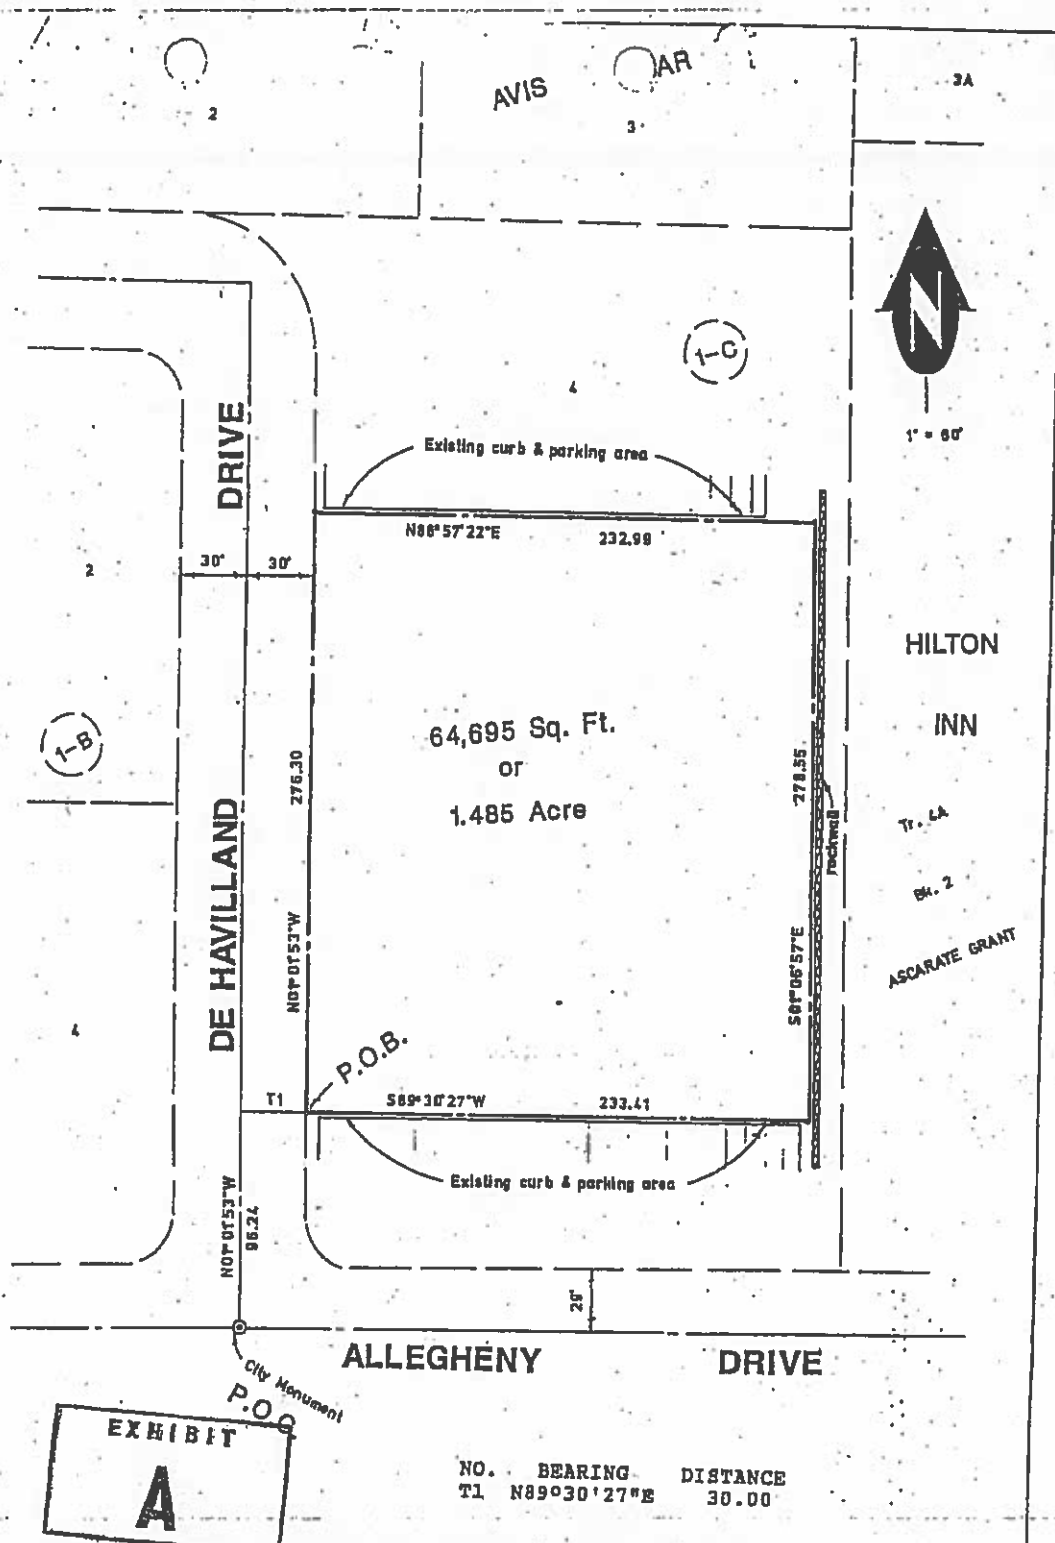 AVIS
AR
3A
2
3
1-C
4
1" = 60'
DRIVE
Existing curb & parking area
N88°57'22"E
232.99
30'
30'
2
HILTON
INN
1-B
64,695 Sq. Ft.
or
1.485 Acre
276.30
278.55
rockwall
Tr. 4A
Bk. 2
ASCARATE GRANT
DE HAVILLAND
N01°01'53"W
S01°06'57"E
4
P.O.B.
T1
S89°30'27"W
233.41
Existing curb & parking area
N01°01'53"W
96.24
29'
ALLEGHENY
DRIVE
City Monument
P.O.C.
EXHIBIT
A
NO. BEARING DISTANCE
T1 N89°30'27"E 30.00